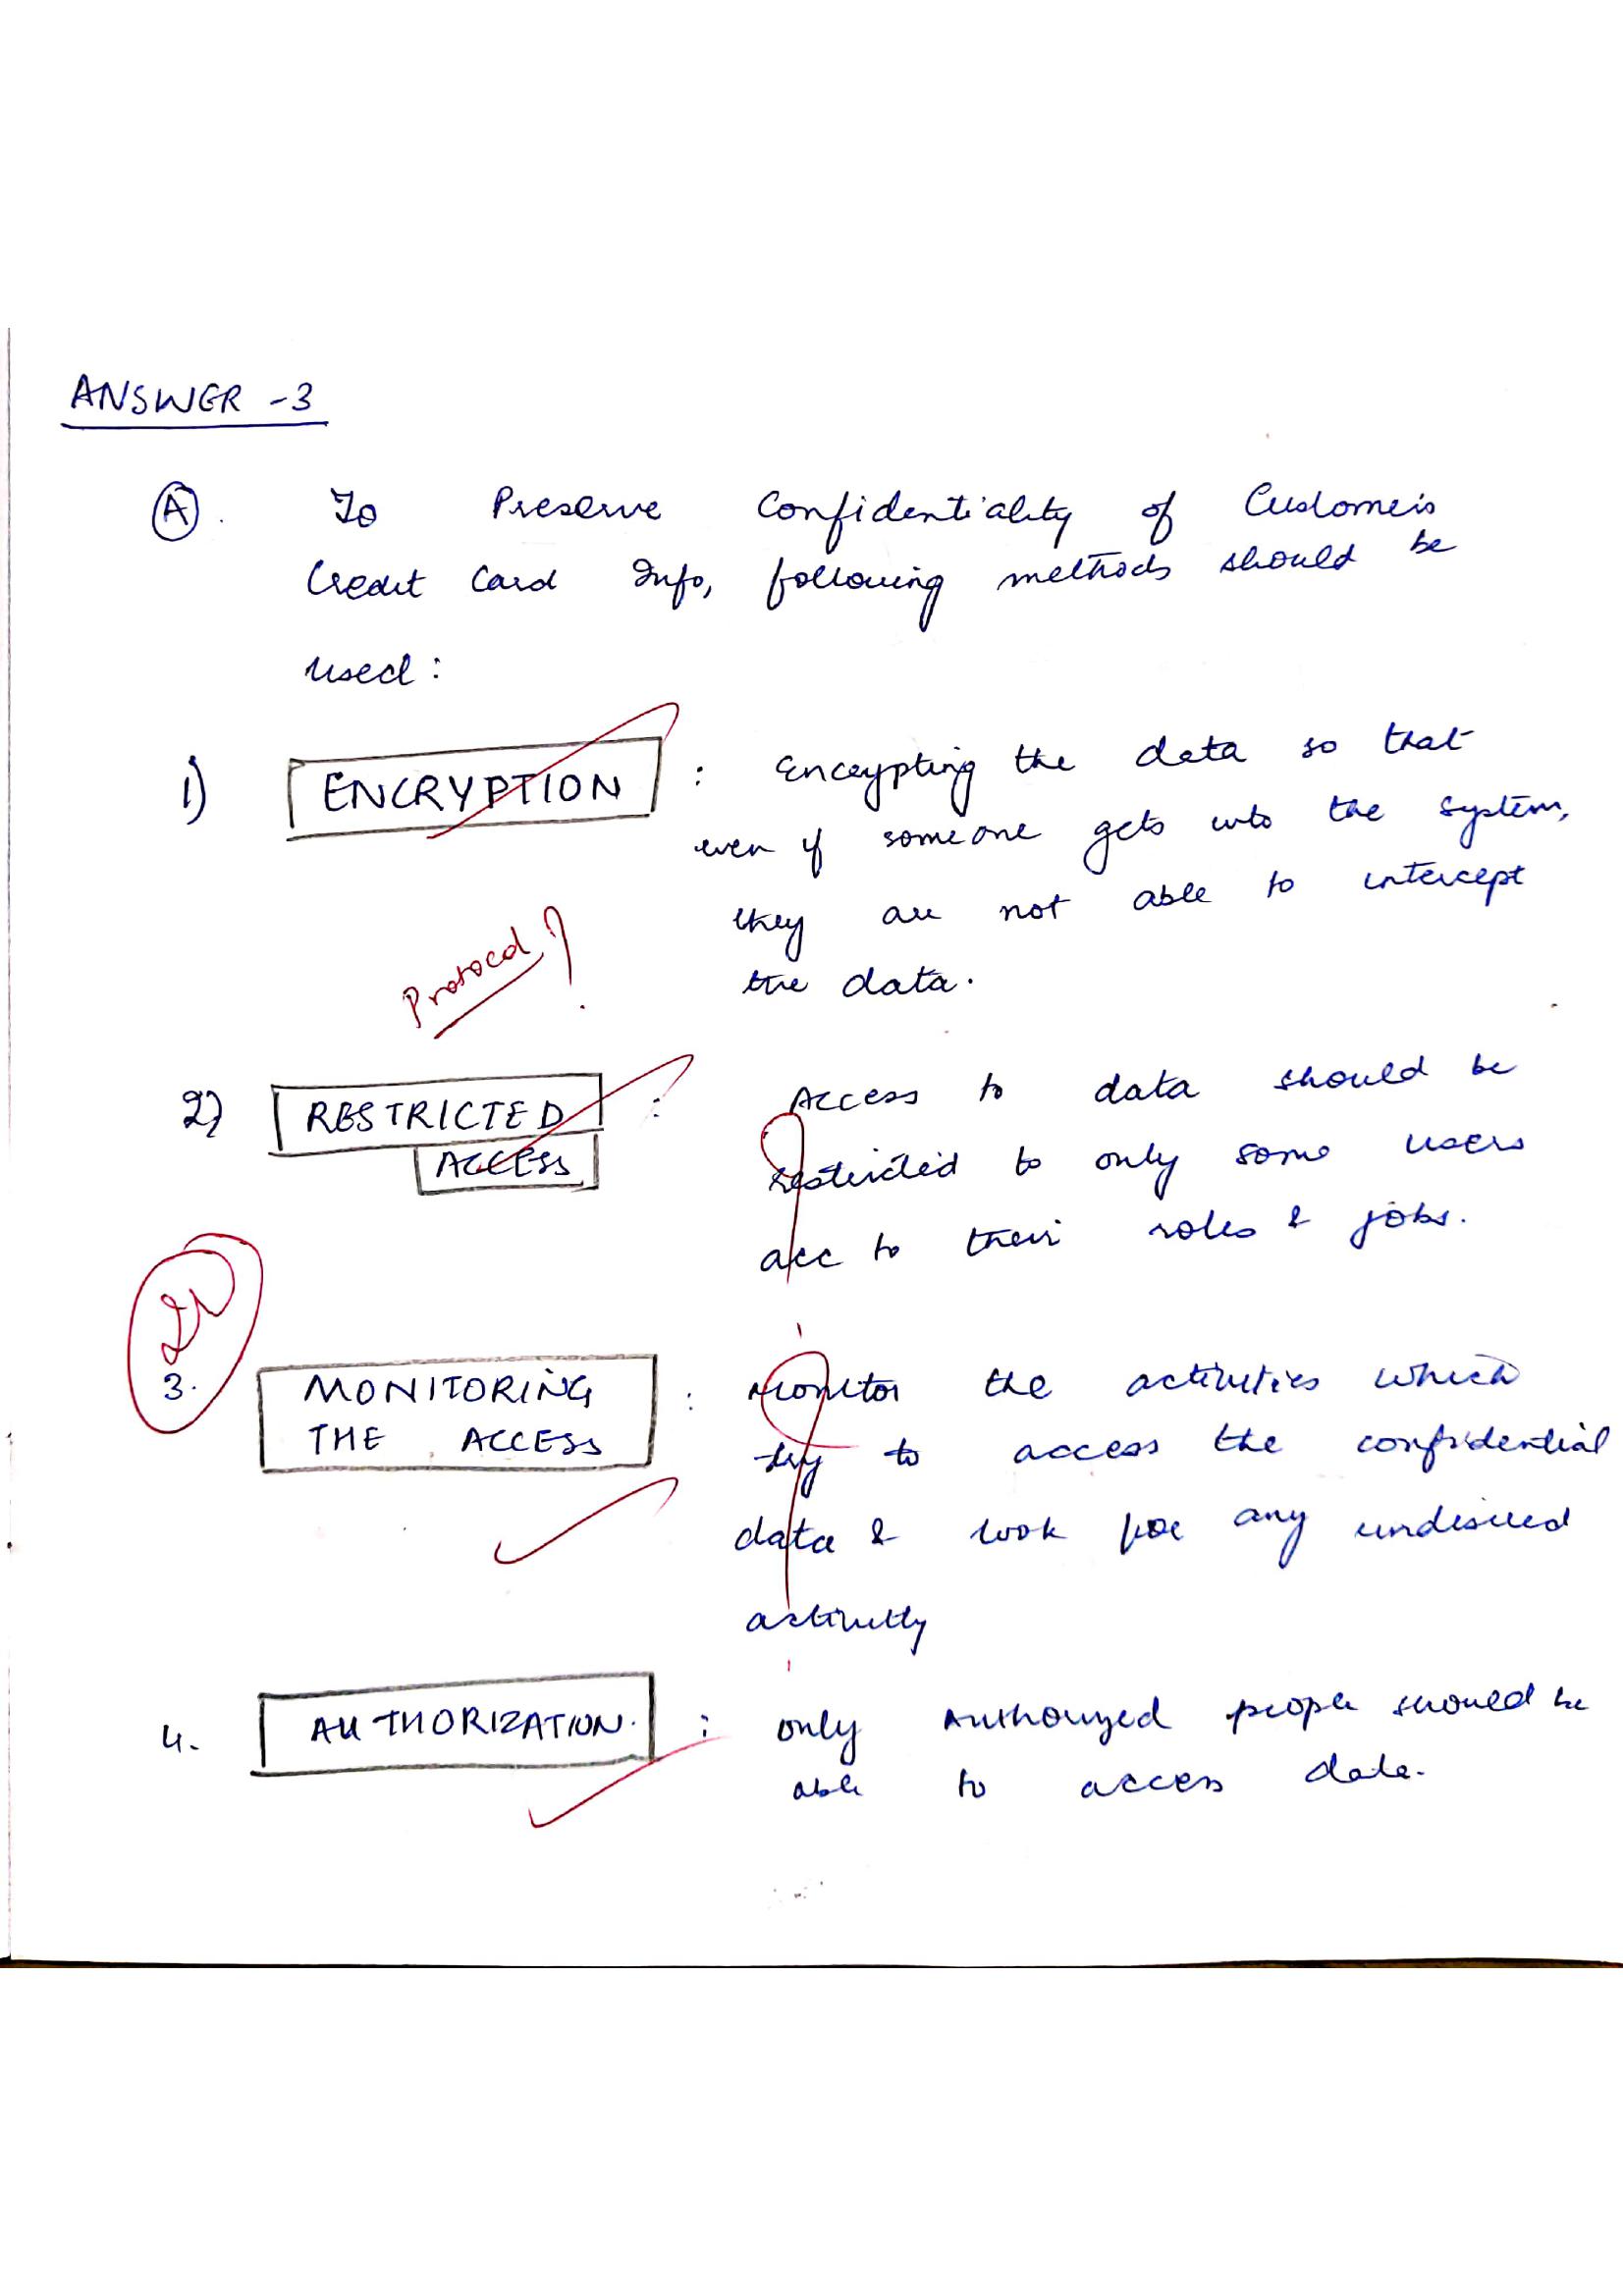 ANSWER -3
(A). To Preserve Confidentiality of Customers
Credit Card Info, following methods should be
used:
1) ENCRYPTION : Encrypting the data so that
even if someone gets into the system,
they are not able to intercept
the data.
Protocol?
2) RESTRICTED : Access to data should be
ACCESS restricted to only some users
acc to their roles & jobs.
3. MONITORING : Monitor the activities which
THE ACCESS try to access the confidential
data & look for any undesired
activity
4. AUTHORIZATION. : only Authorized people should be
able to access data.